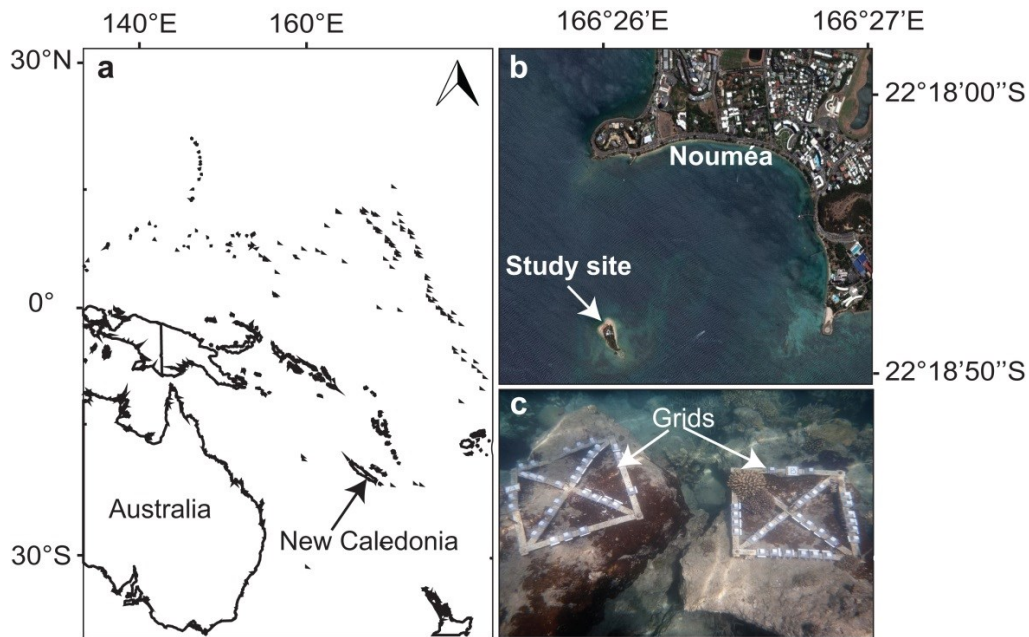 140°E
160°E
166°26'E
166°27'E
30°N
a
b
22°18'00''S
Nouméa
Study site
0°
22°18'50''S
c
Grids
Australia
New Caledonia
30°S